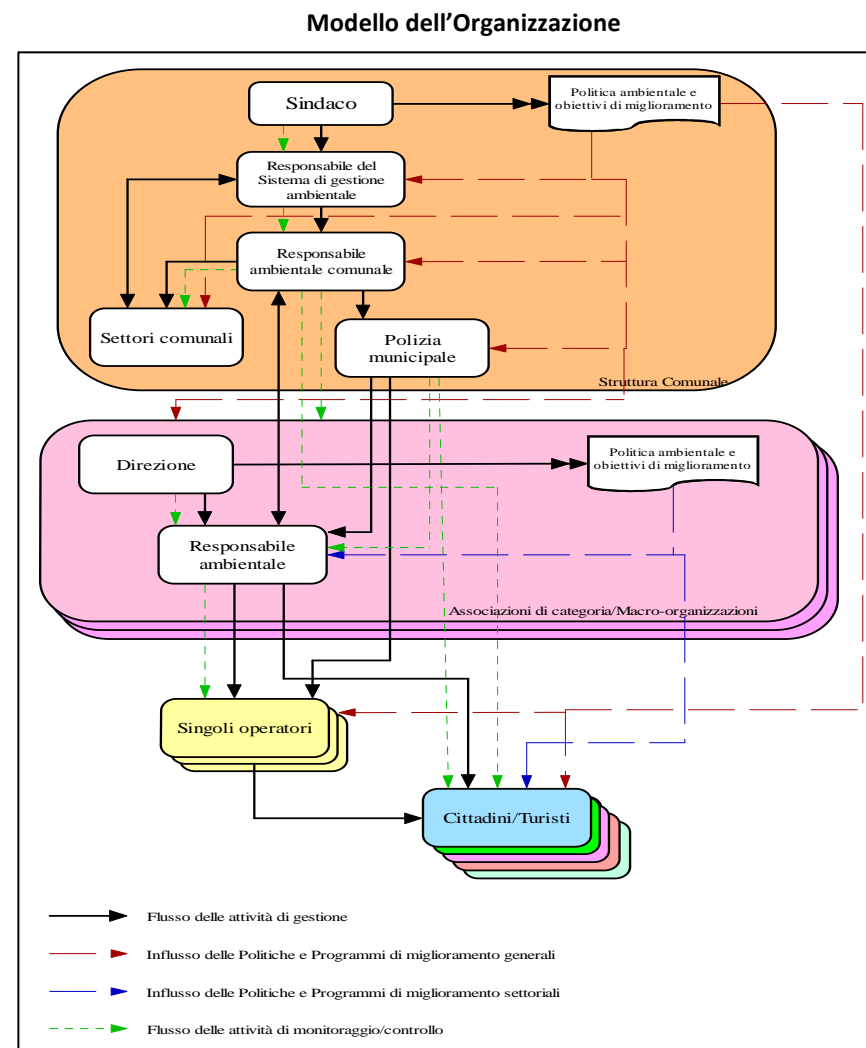 Modello dell'Organizzazione
Sindaco
Politica ambientale e
obiettivi di miglioramento
Responsabile del
Sistema di gestione
ambientale
Responsabile
ambientale comunale
Settori comunali
Polizia
municipale
Struttura Comunale
Direzione
Politica ambientale e
obiettivi di miglioramento
Responsabile
ambientale
Associazioni di categoria/Macro-organizzazioni
Singoli operatori
Cittadini/Turisti
Flusso delle attività di gestione
Influsso delle Politiche e Programmi di miglioramento generali
Influsso delle Politiche e Programmi di miglioramento settoriali
Flusso delle attività di monitoraggio/controllo